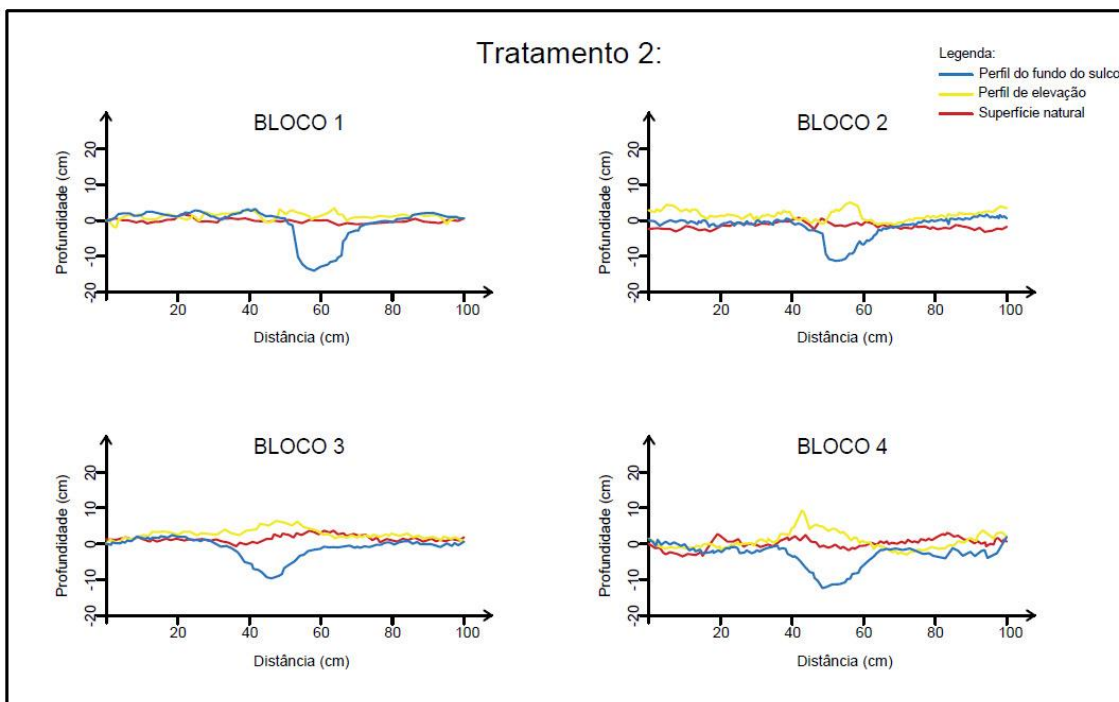 Tratamento 2:
Legenda:
Perfil do fundo do sulco
Perfil de elevação
Superfície natural
BLOCO 1
Profundidade (cm)
20
10
0
-10
-20
20
40
60
80
100
Distância (cm)
BLOCO 2
Profundidade (cm)
20
10
0
-10
-20
20
40
60
80
100
Distância (cm)
BLOCO 3
Profundidade (cm)
20
10
0
-10
-20
20
40
60
80
100
Distância (cm)
BLOCO 4
Profundidade (cm)
20
10
0
-10
-20
20
40
60
80
100
Distância (cm)